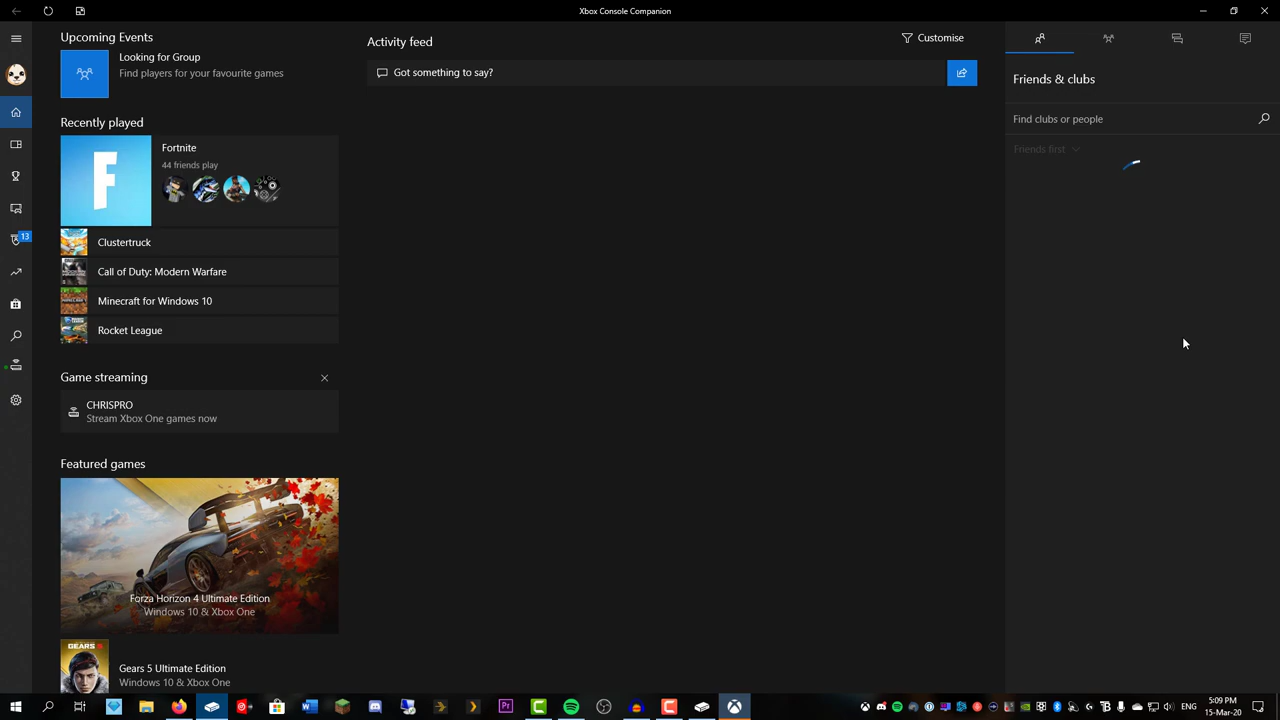 Xbox Console Companion
Upcoming Events
Looking for Group
Find players for your favourite games
Recently played
Fortnite
44 friends play
F
Clustertruck
Call of Duty: Modern Warfare
Minecraft for Windows 10
Rocket League
13
Game streaming
CHRISPRO
Stream Xbox One games now
Featured games
Forza Horizon 4 Ultimate Edition
Windows 10 & Xbox One
GEARS 5
Gears 5 Ultimate Edition
Windows 10 & Xbox One
Activity feed
Customise
Got something to say?
Friends & clubs
Find clubs or people
Friends first
ENG
5:09 PM
15-Mar-20